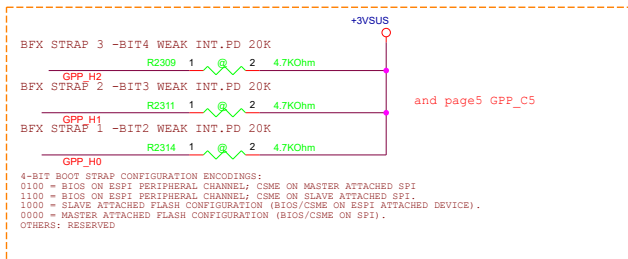 +3VSUS
BFX STRAP 3 -BIT4 WEAK INT.PD 20K
R2309 1 @ 2 4.7KOhm
GPP_H2
BFX STRAP 2 -BIT3 WEAK INT.PD 20K
and page5 GPP_C5
R2311 1 @ 2 4.7KOhm
GPP_H1
BFX STRAP 1 -BIT2 WEAK INT.PD 20K
R2314 1 @ 2 4.7KOhm
GPP_H0
4-BIT BOOT STRAP CONFIGURATION ENCODINGS:
0100 = BIOS ON ESPI PERIPHERAL CHANNEL; CSME ON MASTER ATTACHED SPI
1100 = BIOS ON ESPI PERIPHERAL CHANNEL; CSME ON SLAVE ATTACHED SPI.
1000 = SLAVE ATTACHED FLASH CONFIGURATION (BIOS/CSME ON ESPI ATTACHED DEVICE).
0000 = MASTER ATTACHED FLASH CONFIGURATION (BIOS/CSME ON SPI).
OTHERS: RESERVED